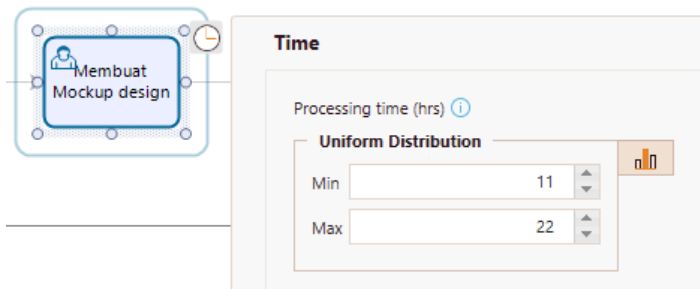 Membuat
Mockup design
Time
Processing time (hrs)
Uniform Distribution
Min 11
Max 22